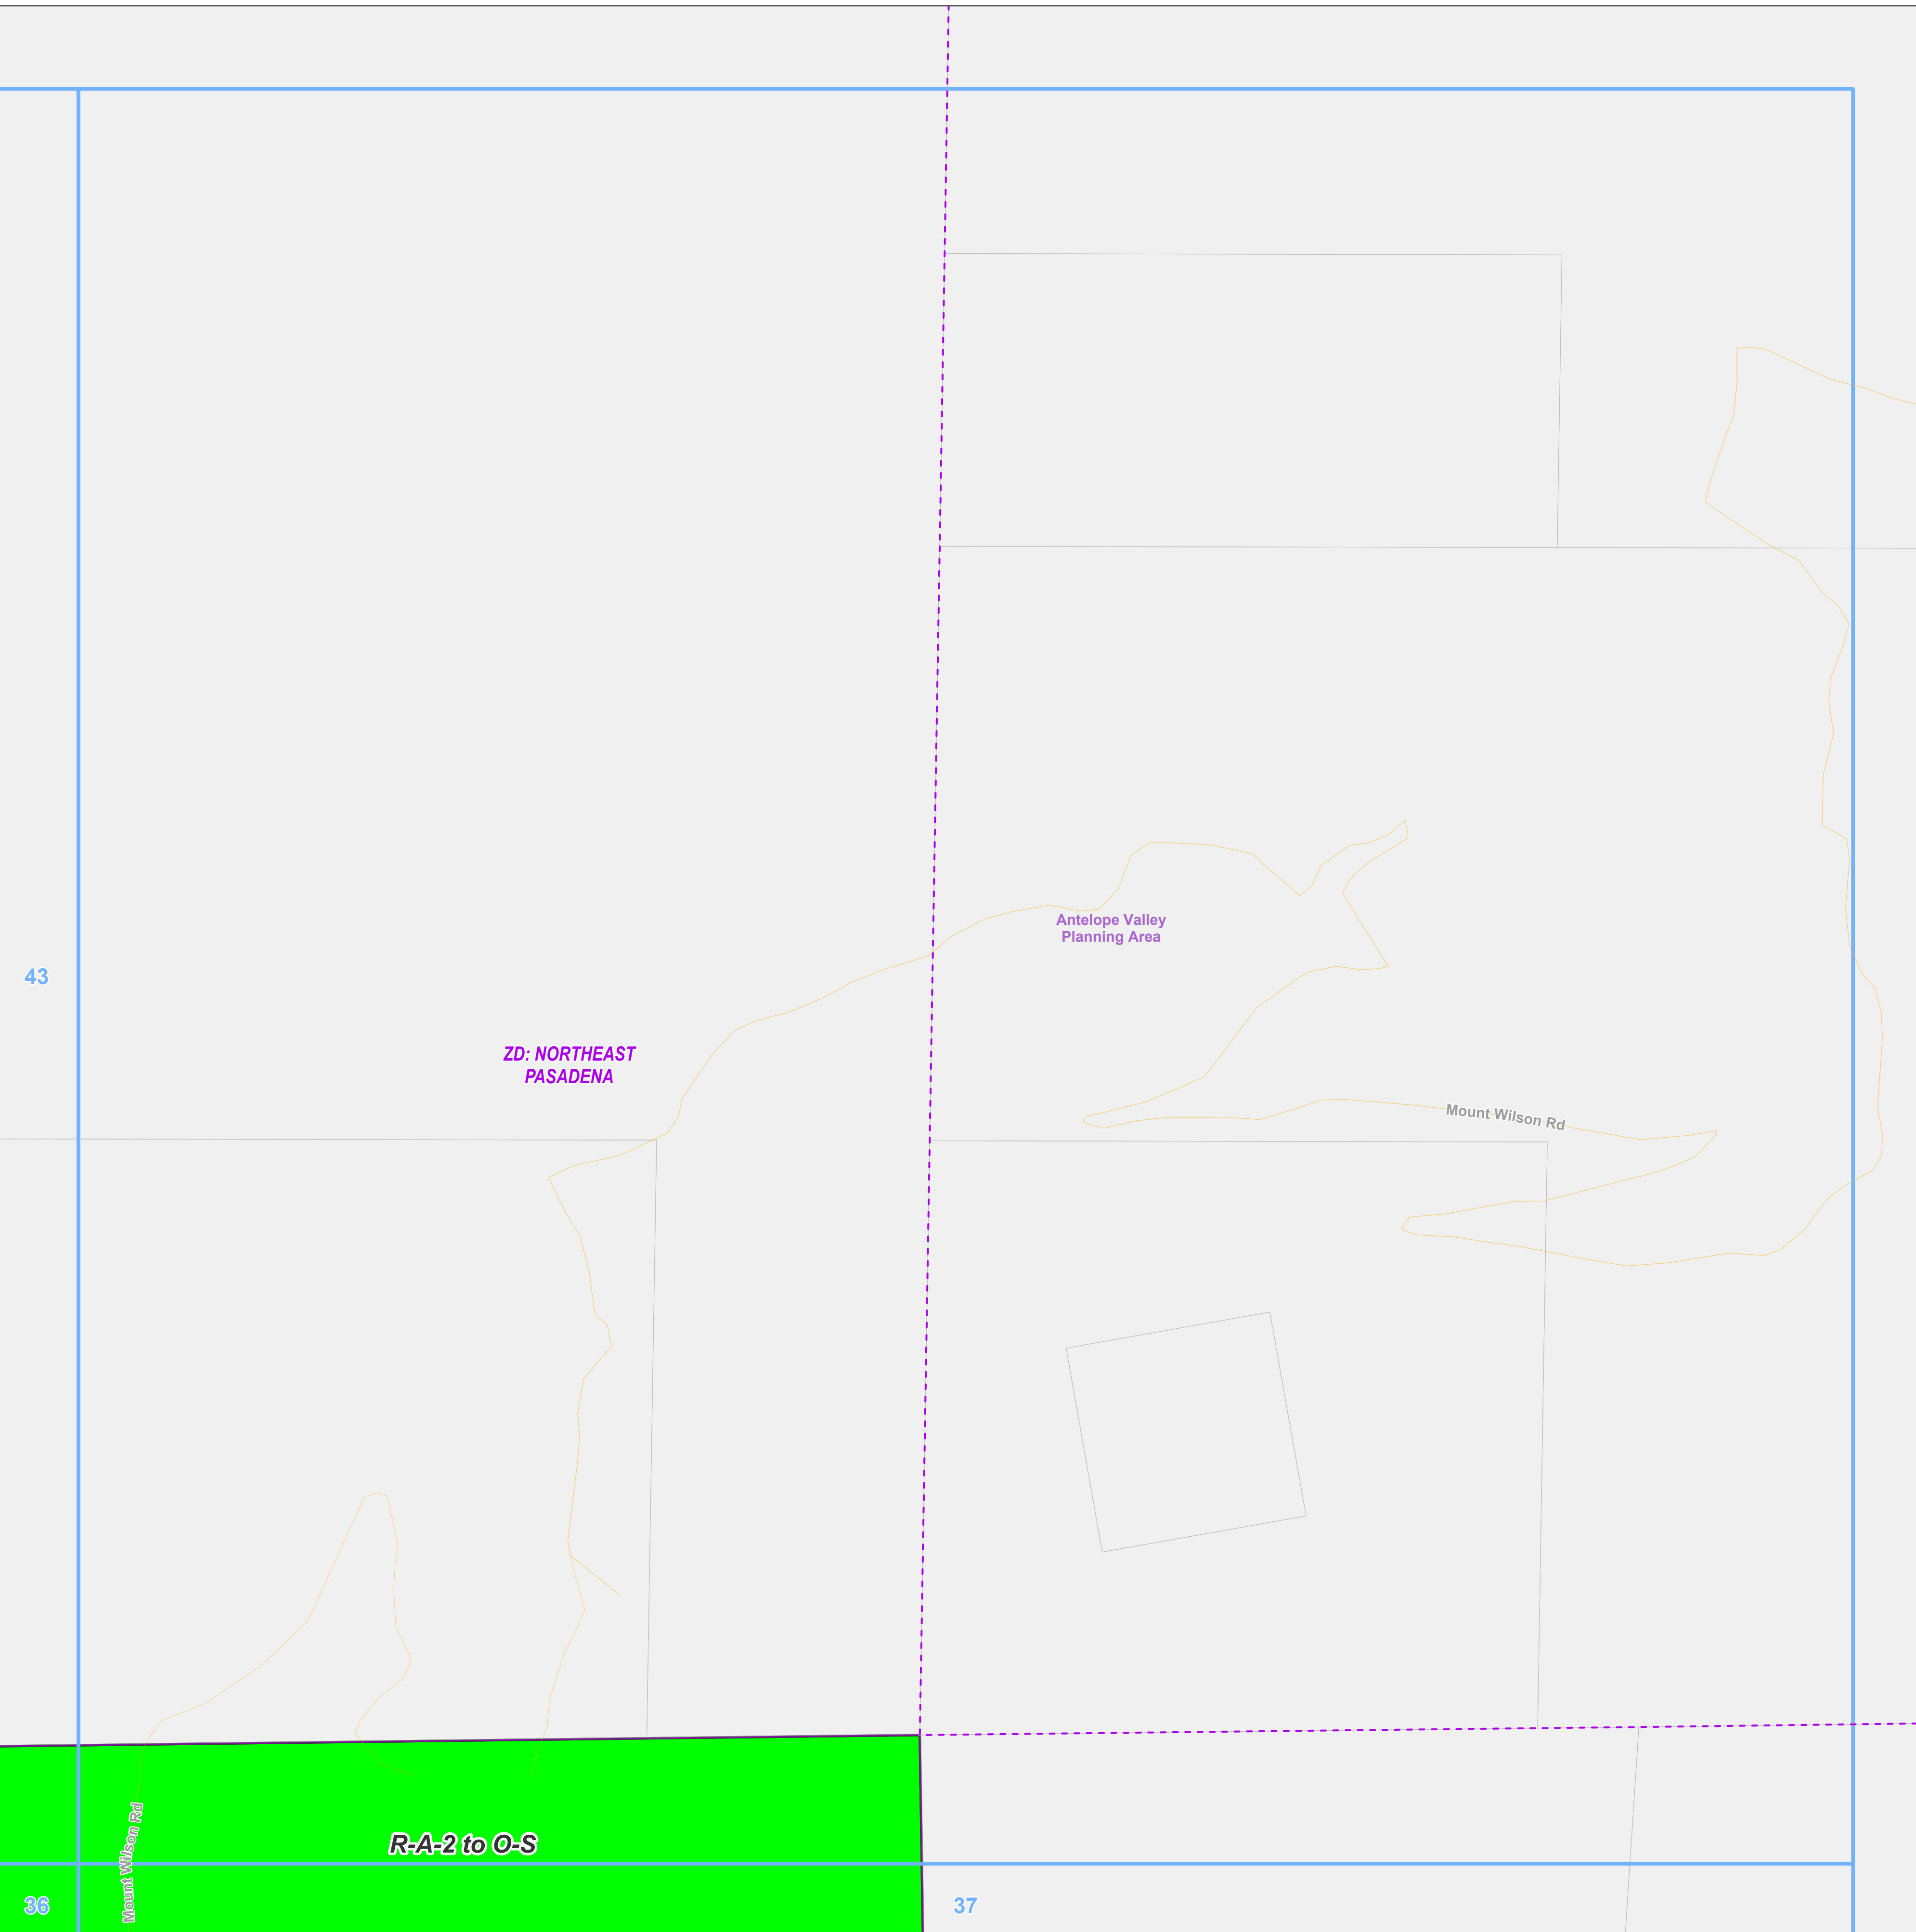 Antelope Valley
Planning Area
43
ZD: NORTHEAST
PASADENA
Mount Wilson Rd
R-A-2 to O-S
Mount Wilson Rd
36
37